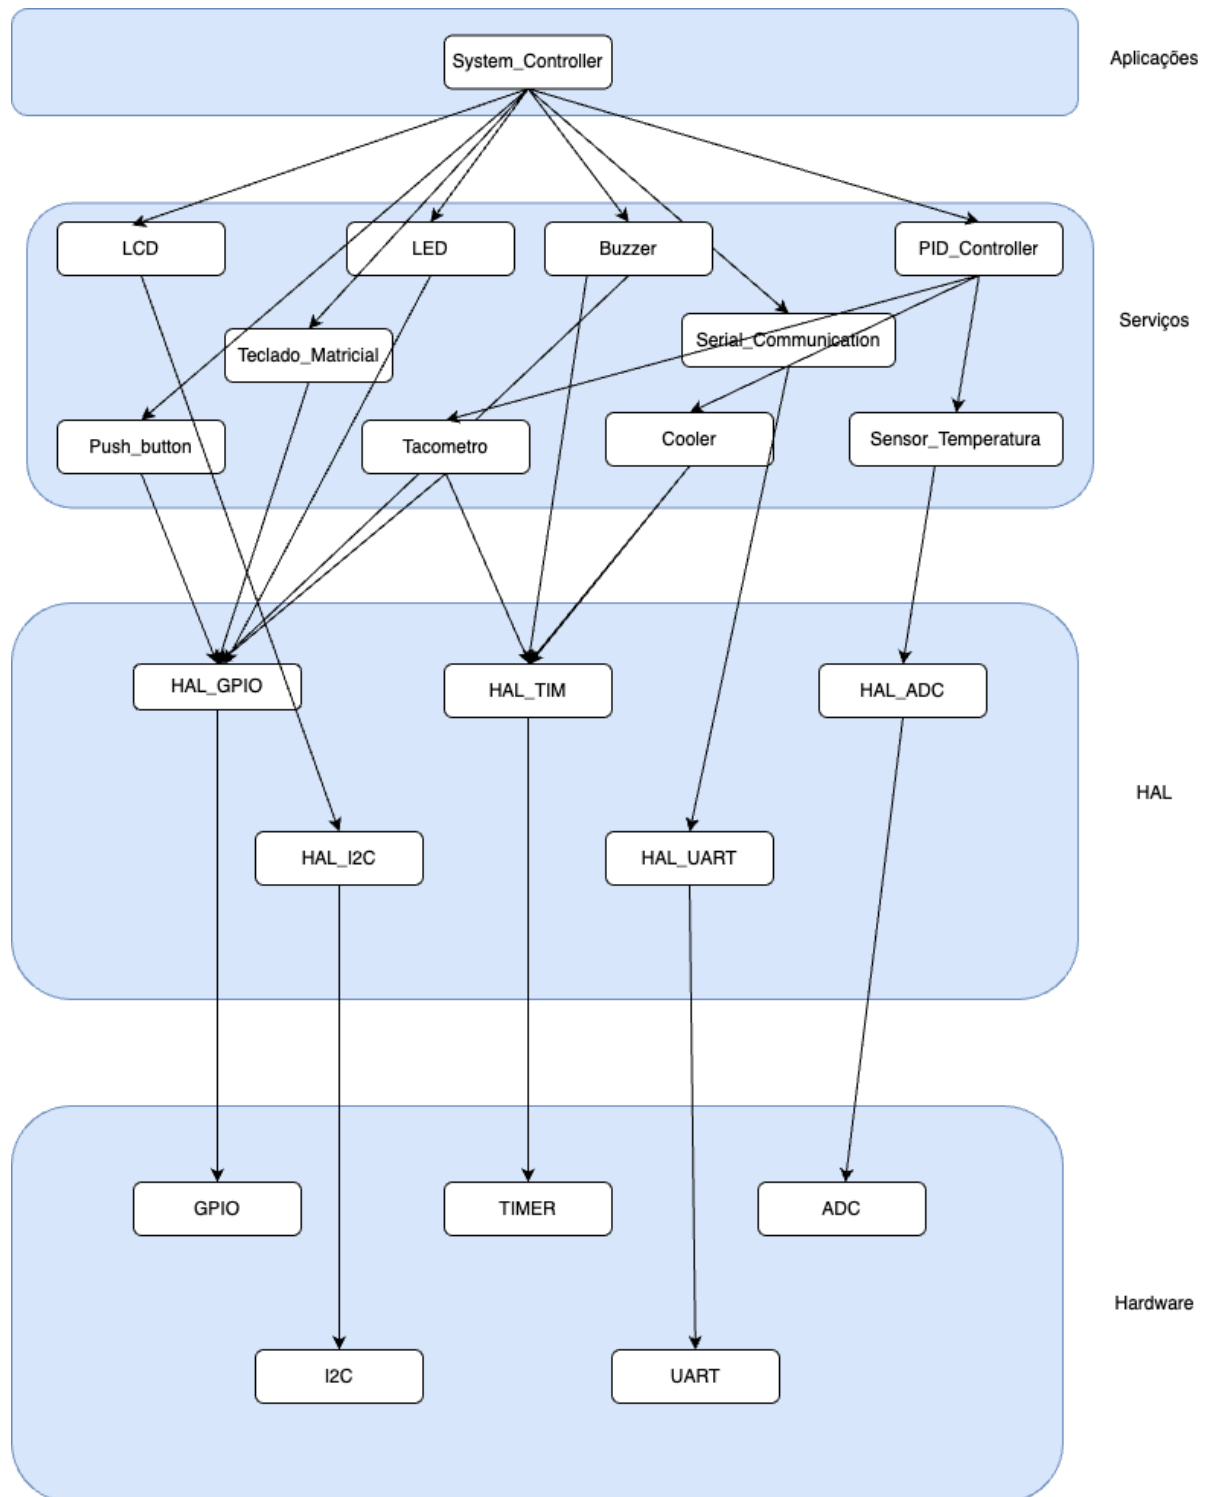 System_Controller
Aplicações
LCD
LED
Buzzer
PID_Controller
Serviços
Teclado_Matricial
Serial_Communication
Push_button
Tacometro
Cooler
Sensor_Temperatura
HAL_GPIO
HAL_TIM
HAL_ADC
HAL
HAL_I2C
HAL_UART
GPIO
TIMER
ADC
Hardware
I2C
UART